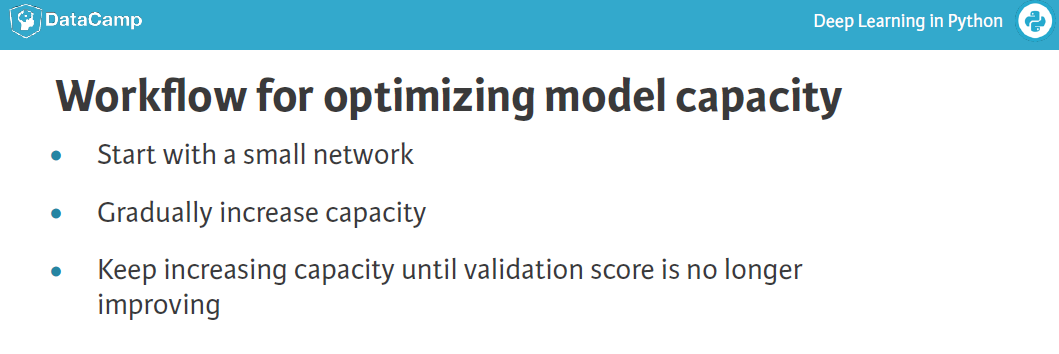 DataCamp
Deep Learning in Python
Workflow for optimizing model capacity
• Start with a small network
• Gradually increase capacity
• Keep increasing capacity until validation score is no longer
improving